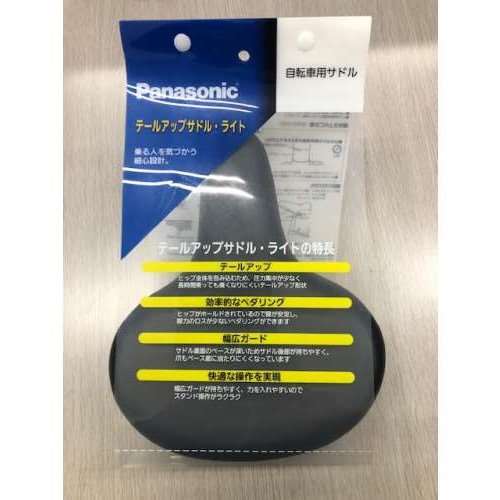 Panasonic
自転車用サドル
テールアップサドル・ライト
乗る人を気づかう
細心設計。
テールアップサドル・ライトの特長
テールアップ
ヒップ全体を包み込むため、圧力集中が少なく
長時間乗っても痛くなりにくいテールアップ形状
効率的なペダリング
ヒップがホールドされているので腰が安定し、
脚力のロスが少ないペダリングができます
幅広ガード
サドル裏面のベースが深いためサドル後部が持ちやすく、
爪もベース部に当たりにくくなっています
快適な操作を実現
幅広ガードが持ちやすく、力を入れやすいので
スタンド操作がラクラク